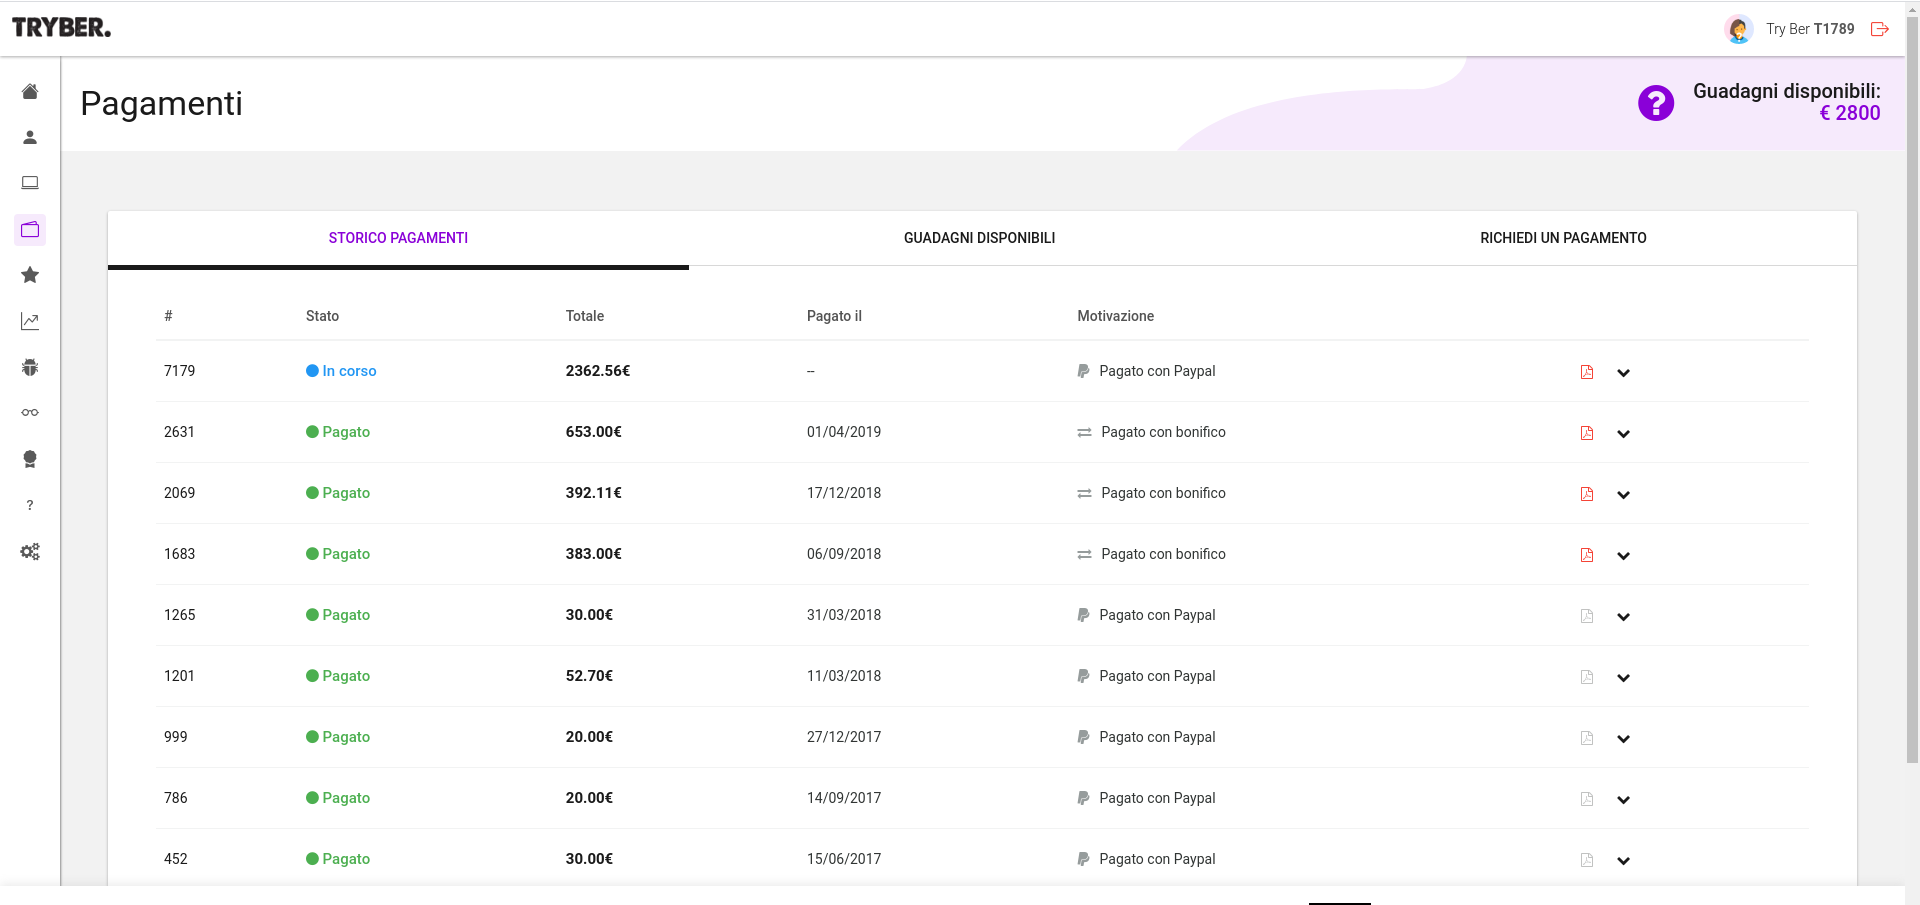 TRYBER.
Try Ber T1789
Pagamenti
?
Guadagni disponibili:
€ 2800
STORICO PAGAMENTI GUADAGNI DISPONIBILI RICHIEDI UN PAGAMENTO
# Stato Totale Pagato il Motivazione
7179 In corso 2362.56€ -- Pagato con Paypal
2631 Pagato 653.00€ 01/04/2019 Pagato con bonifico
2069 Pagato 392.11€ 17/12/2018 Pagato con bonifico
1683 Pagato 383.00€ 06/09/2018 Pagato con bonifico
1265 Pagato 30.00€ 31/03/2018 Pagato con Paypal
1201 Pagato 52.70€ 11/03/2018 Pagato con Paypal
999 Pagato 20.00€ 27/12/2017 Pagato con Paypal
786 Pagato 20.00€ 14/09/2017 Pagato con Paypal
452 Pagato 30.00€ 15/06/2017 Pagato con Paypal
?